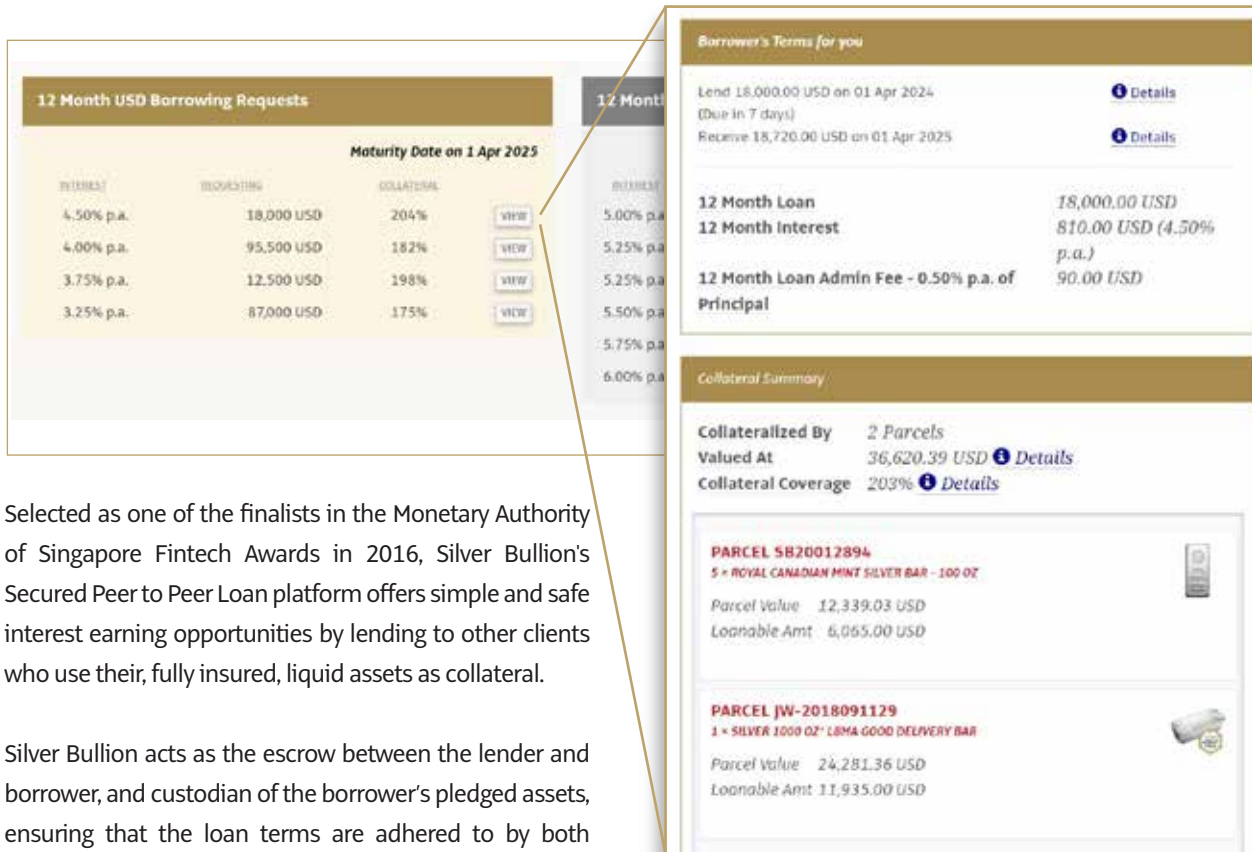 12 Month USD Borrowing Requests
Maturity Date on 1 Apr 2025
INTEREST REQUESTING COLLATERAL
4.50% p.a. 18,000 USD 204% VIEW
4.00% p.a. 95,500 USD 182% VIEW
3.75% p.a. 12,500 USD 198% VIEW
3.25% p.a. 87,000 USD 175% VIEW
12 Mont
INTEREST
5.00% p.a
5.25% p.a
5.25% p.a
5.50% p.a
5.75% p.a
6.00% p.a
Borrower's Terms for you
Lend 18,000.00 USD on 01 Apr 2024 Details
(Due in 7 days)
Receive 18,720.00 USD on 01 Apr 2025 Details
12 Month Loan 18,000.00 USD
12 Month Interest 810.00 USD (4.50%
p.a.)
12 Month Loan Admin Fee - 0.50% p.a. of 90.00 USD
Principal
Collateral Summary
Collateralized By 2 Parcels
Valued At 36,620.39 USD Details
Collateral Coverage 203% Details
PARCEL SB20012894
5 × ROYAL CANADIAN MINT SILVER BAR - 100 OZ
Parcel Value 12,339.03 USD
Loanable Amt 6,065.00 USD
PARCEL JW-2018091129
1 × SILVER 1000 OZ* LBMA GOOD DELIVERY BAR
Parcel Value 24,281.36 USD
Loanable Amt 11,935.00 USD
Selected as one of the finalists in the Monetary Authority
of Singapore Fintech Awards in 2016, Silver Bullion's
Secured Peer to Peer Loan platform offers simple and safe
interest earning opportunities by lending to other clients
who use their, fully insured, liquid assets as collateral.
Silver Bullion acts as the escrow between the lender and
borrower, and custodian of the borrower's pledged assets,
ensuring that the loan terms are adhered to by both